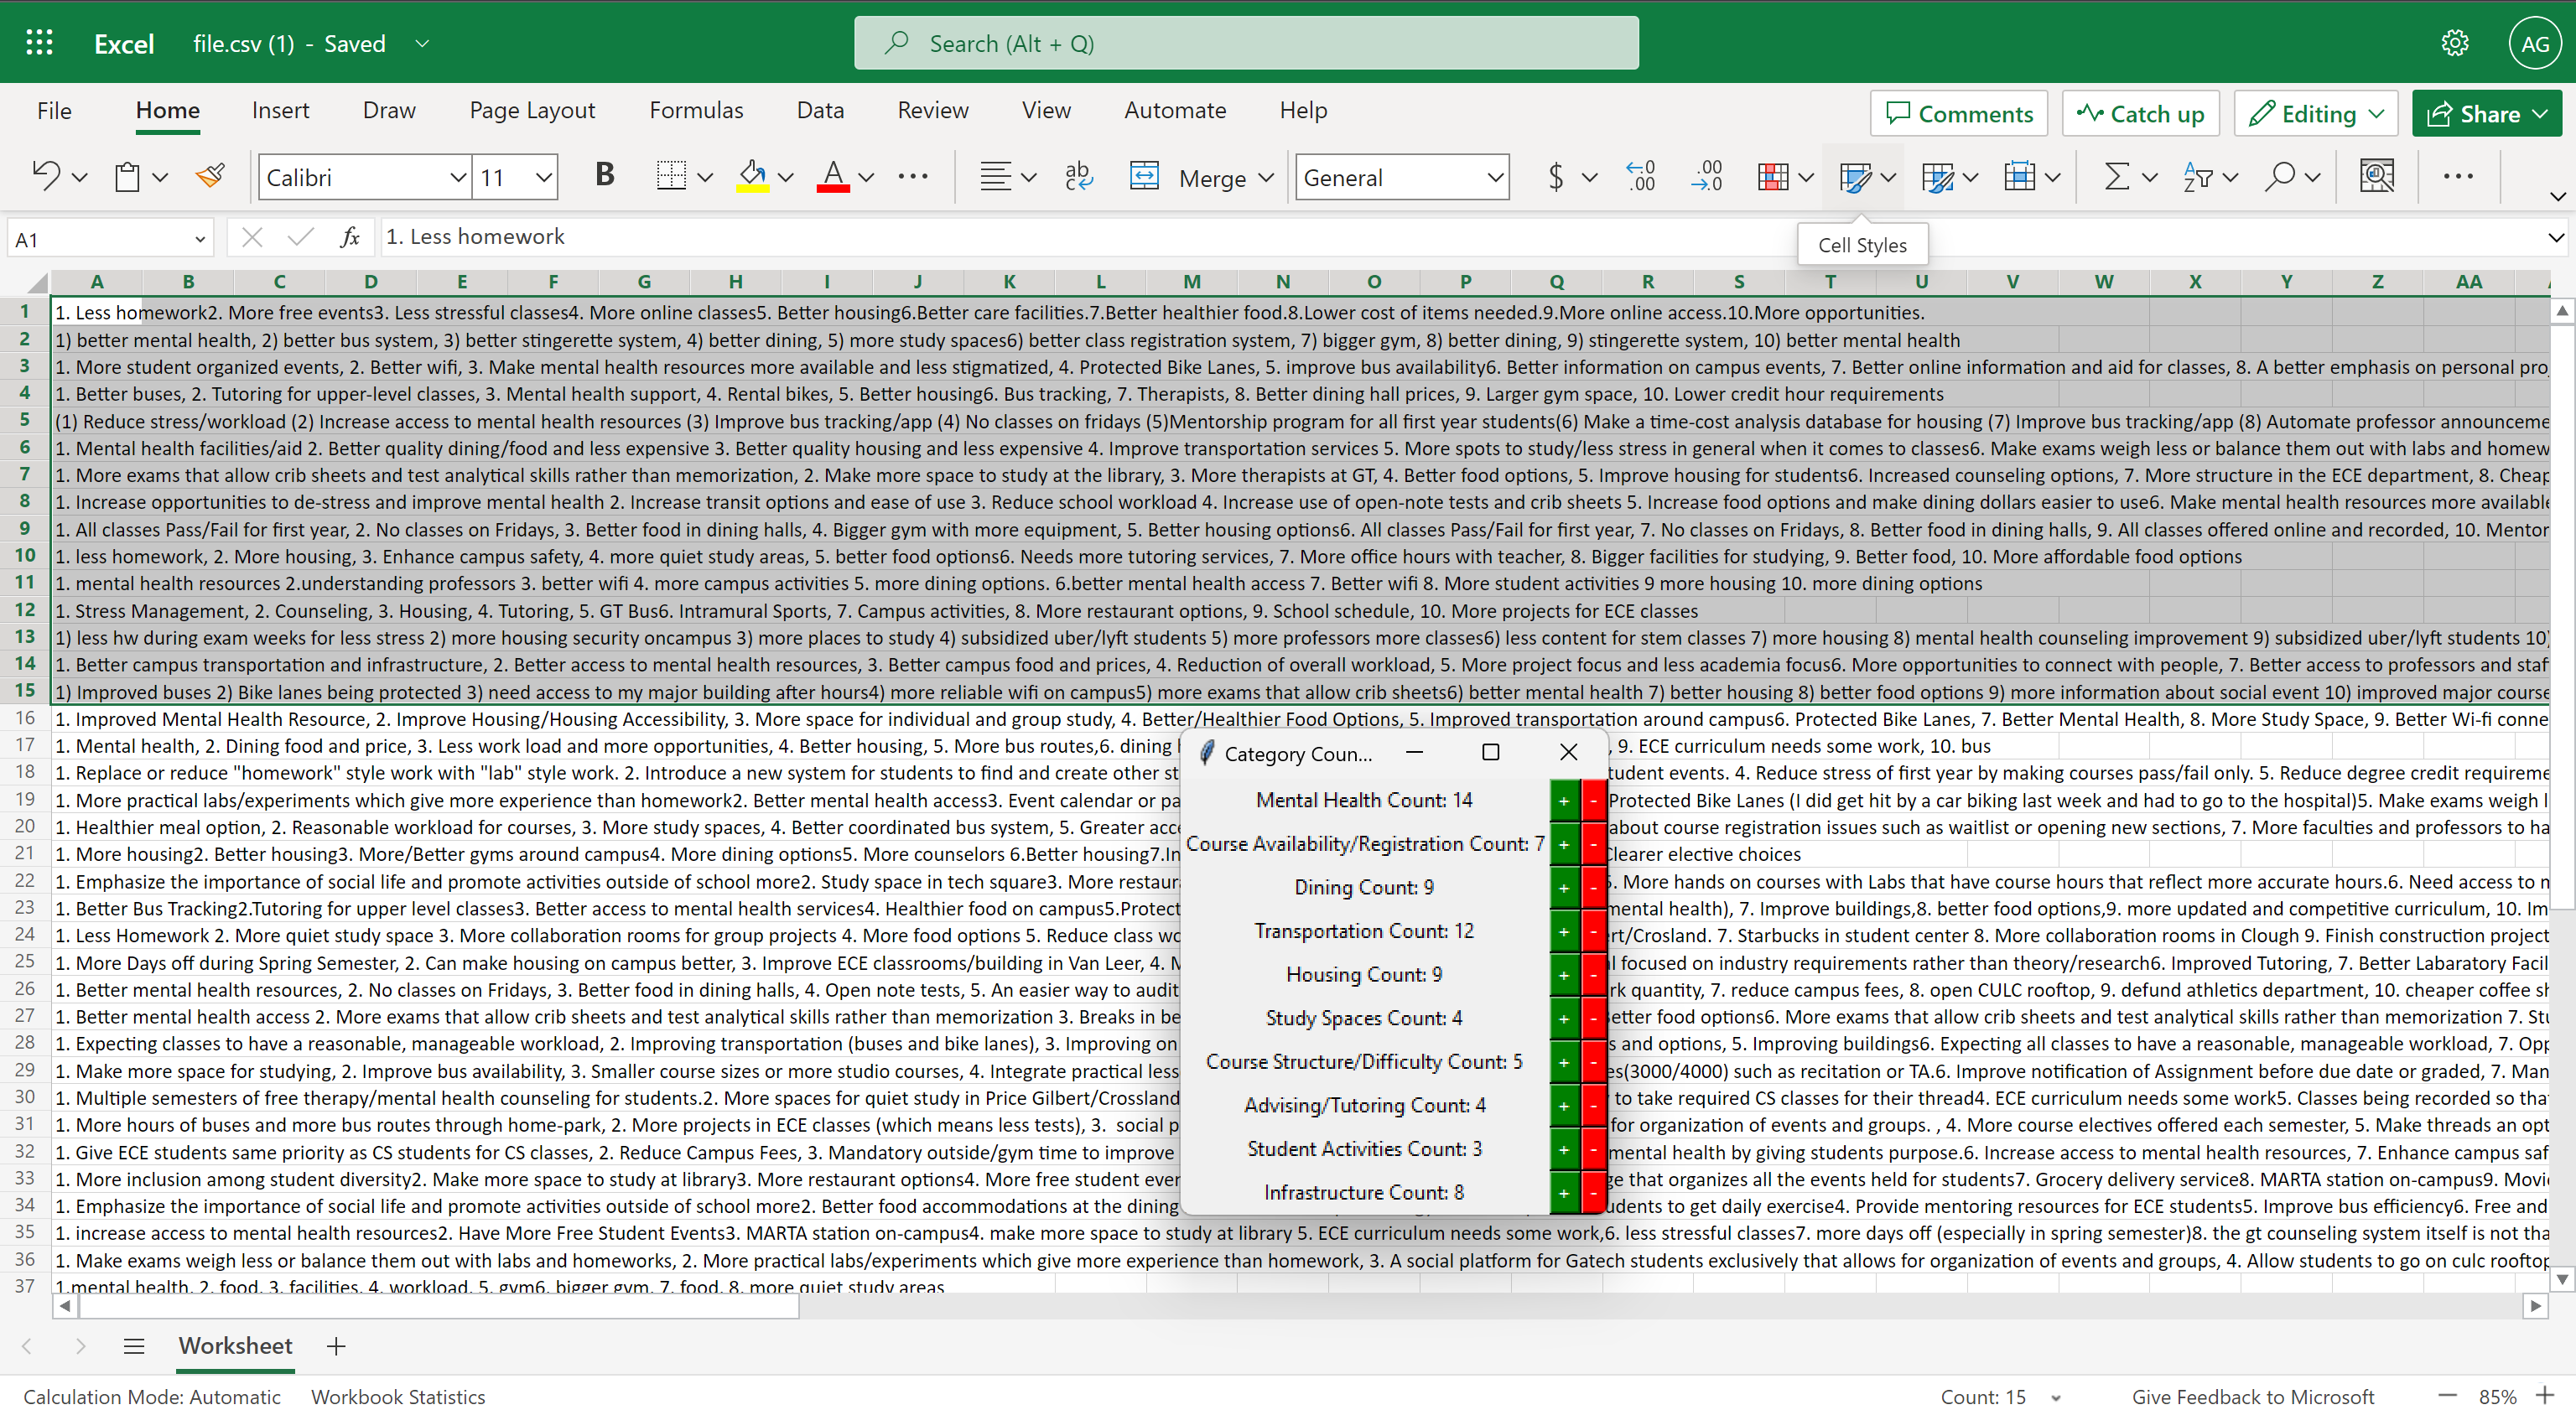 Excel file.csv (1) - Saved Search (Alt + Q) AG
File Home Insert Draw Page Layout Formulas Data Review View Automate Help Comments Catch up Editing Share
Calibri 11 B A ... ab Merge General $ .00 .00 ...
A1 fx 1. Less homework
Cell Styles
A B C D E F G H I J K L M N O P Q R S T U V W X Y Z AA
1 1. Less homework2. More free events3. Less stressful classes4. More online classes5. Better housing6.Better care facilities.7.Better healthier food.8.Lower cost of items needed.9.More online access.10.More opportunities.
2 1) better mental health, 2) better bus system, 3) better stingerette system, 4) better dining, 5) more study spaces6) better class registration system, 7) bigger gym, 8) better dining, 9) stingerette system, 10) better mental health
3 1. More student organized events, 2. Better wifi, 3. Make mental health resources more available and less stigmatized, 4. Protected Bike Lanes, 5. improve bus availability6. Better information on campus events, 7. Better online information and aid for classes, 8. A better emphasis on personal pro
4 1. Better buses, 2. Tutoring for upper-level classes, 3. Mental health support, 4. Rental bikes, 5. Better housing6. Bus tracking, 7. Therapists, 8. Better dining hall prices, 9. Larger gym space, 10. Lower credit hour requirements
5 (1) Reduce stress/workload (2) Increase access to mental health resources (3) Improve bus tracking/app (4) No classes on fridays (5)Mentorship program for all first year students(6) Make a time-cost analysis database for housing (7) Improve bus tracking/app (8) Automate professor announceme
6 1. Mental health facilities/aid 2. Better quality dining/food and less expensive 3. Better quality housing and less expensive 4. Improve transportation services 5. More spots to study/less stress in general when it comes to classes6. Make exams weigh less or balance them out with labs and homew
7 1. More exams that allow crib sheets and test analytical skills rather than memorization, 2. Make more space to study at the library, 3. More therapists at GT, 4. Better food options, 5. Improve housing for students6. Increased counseling options, 7. More structure in the ECE department, 8. Cheap
8 1. Increase opportunities to de-stress and improve mental health 2. Increase transit options and ease of use 3. Reduce school workload 4. Increase use of open-note tests and crib sheets 5. Increase food options and make dining dollars easier to use6. Make mental health resources more available
9 1. All classes Pass/Fail for first year, 2. No classes on Fridays, 3. Better food in dining halls, 4. Bigger gym with more equipment, 5. Better housing options6. All classes Pass/Fail for first year, 7. No classes on Fridays, 8. Better food in dining halls, 9. All classes offered online and recorded, 10. Mentor
10 1. less homework, 2. More housing, 3. Enhance campus safety, 4. more quiet study areas, 5. better food options6. Needs more tutoring services, 7. More office hours with teacher, 8. Bigger facilities for studying, 9. Better food, 10. More affordable food options
11 1. mental health resources 2.understanding professors 3. better wifi 4. more campus activities 5. more dining options. 6.better mental health access 7. Better wifi 8. More student activities 9 more housing 10. more dining options
12 1. Stress Management, 2. Counseling, 3. Housing, 4. Tutoring, 5. GT Bus6. Intramural Sports, 7. Campus activities, 8. More restaurant options, 9. School schedule, 10. More projects for ECE classes
13 1) less hw during exam weeks for less stress 2) more housing security oncampus 3) more places to study 4) subsidized uber/lyft students 5) more professors more classes6) less content for stem classes 7) more housing 8) mental health counseling improvement 9) subsidized uber/lyft students 10)
14 1. Better campus transportation and infrastructure, 2. Better access to mental health resources, 3. Better campus food and prices, 4. Reduction of overall workload, 5. More project focus and less academia focus6. More opportunities to connect with people, 7. Better access to professors and staf
15 1) Improved buses 2) Bike lanes being protected 3) need access to my major building after hours4) more reliable wifi on campus5) more exams that allow crib sheets6) better mental health 7) better housing 8) better food options 9) more information about social event 10) improved major course
16 1. Improved Mental Health Resource, 2. Improve Housing/Housing Accessibility, 3. More space for individual and group study, 4. Better/Healthier Food Options, 5. Improved transportation around campus6. Protected Bike Lanes, 7. Better Mental Health, 8. More Study Space, 9. Better Wi-fi conne
17 1. Mental health, 2. Dining food and price, 3. Less work load and more opportunities, 4. Better housing, 5. More bus routes,6. dining , 9. ECE curriculum needs some work, 10. bus
18 1. Replace or reduce "homework" style work with "lab" style work. 2. Introduce a new system for students to find and create other st udent events. 4. Reduce stress of first year by making courses pass/fail only. 5. Reduce degree credit requireme
19 1. More practical labs/experiments which give more experience than homework2. Better mental health access3. Event calendar or pa Protected Bike Lanes (I did get hit by a car biking last week and had to go to the hospital)5. Make exams weigh l
20 1. Healthier meal option, 2. Reasonable workload for courses, 3. More study spaces, 4. Better coordinated bus system, 5. Greater acce about course registration issues such as waitlist or opening new sections, 7. More faculties and professors to ha
21 1. More housing2. Better housing3. More/Better gyms around campus4. More dining options5. More counselors 6.Better housing7.In Clearer elective choices
22 1. Emphasize the importance of social life and promote activities outside of school more2. Study space in tech square3. More restaur 5. More hands on courses with Labs that have course hours that reflect more accurate hours.6. Need access to m
23 1. Better Bus Tracking2.Tutoring for upper level classes3. Better access to mental health services4. Healthier food on campus5.Protect mental health), 7. Improve buildings,8. better food options,9. more updated and competitive curriculum, 10. Im
24 1. Less Homework 2. More quiet study space 3. More collaboration rooms for group projects 4. More food options 5. Reduce class wo rt/Crosland. 7. Starbucks in student center 8. More collaboration rooms in Clough 9. Finish construction project
25 1. More Days off during Spring Semester, 2. Can make housing on campus better, 3. Improve ECE classrooms/building in Van Leer, 4. M l focused on industry requirements rather than theory/research6. Improved Tutoring, 7. Better Labaratory Facil
26 1. Better mental health resources, 2. No classes on Fridays, 3. Better food in dining halls, 4. Open note tests, 5. An easier way to audit rk quantity, 7. reduce campus fees, 8. open CULC rooftop, 9. defund athletics department, 10. cheaper coffee sh
27 1. Better mental health access 2. More exams that allow crib sheets and test analytical skills rather than memorization 3. Breaks in be Better food options6. More exams that allow crib sheets and test analytical skills rather than memorization 7. Stu
28 1. Expecting classes to have a reasonable, manageable workload, 2. Improving transportation (buses and bike lanes), 3. Improving on s and options, 5. Improving buildings6. Expecting all classes to have a reasonable, manageable workload, 7. Opp
29 1. Make more space for studying, 2. Improve bus availability, 3. Smaller course sizes or more studio courses, 4. Integrate practical less es(3000/4000) such as recitation or TA.6. Improve notification of Assignment before due date or graded, 7. Man
30 1. Multiple semesters of free therapy/mental health counseling for students.2. More spaces for quiet study in Price Gilbert/Crossland to take required CS classes for their thread4. ECE curriculum needs some work5. Classes being recorded so tha
31 1. More hours of buses and more bus routes through home-park, 2. More projects in ECE classes (which means less tests), 3. social p for organization of events and groups. , 4. More course electives offered each semester, 5. Make threads an opt
32 1. Give ECE students same priority as CS students for CS classes, 2. Reduce Campus Fees, 3. Mandatory outside/gym time to improve mental health by giving students purpose.6. Increase access to mental health resources, 7. Enhance campus saf
33 1. More inclusion among student diversity2. Make more space to study at library3. More restaurant options4. More free student ever ge that organizes all the events held for students7. Grocery delivery service8. MARTA station on-campus9. Movi
34 1. Emphasize the importance of social life and promote activities outside of school more2. Better food accommodations at the dining udents to get daily exercise4. Provide mentoring resources for ECE students5. Improve bus efficiency6. Free and
35 1. increase access to mental health resources2. Have More Free Student Events3. MARTA station on-campus4. make more space to study at library 5. ECE curriculum needs some work,6. less stressful classes7. more days off (especially in spring semester)8. the gt counseling system itself is not tha
36 1. Make exams weigh less or balance them out with labs and homeworks, 2. More practical labs/experiments which give more experience than homework, 3. A social platform for Gatech students exclusively that allows for organization of events and groups, 4. Allow students to go on culc rooftop
37 1.mental health, 2. food, 3. facilities, 4. workload, 5. gym6. bigger gym, 7. food, 8. more quiet study areas
Category Coun...
Mental Health Count: 14 + -
Course Availability/Registration Count: 7 + -
Dining Count: 9 + -
Transportation Count: 12 + -
Housing Count: 9 + -
Study Spaces Count: 4 + -
Course Structure/Difficulty Count: 5 + -
Advising/Tutoring Count: 4 + -
Student Activities Count: 3 + -
Infrastructure Count: 8 + -
Worksheet
Calculation Mode: Automatic Workbook Statistics Count: 15 Give Feedback to Microsoft 85%